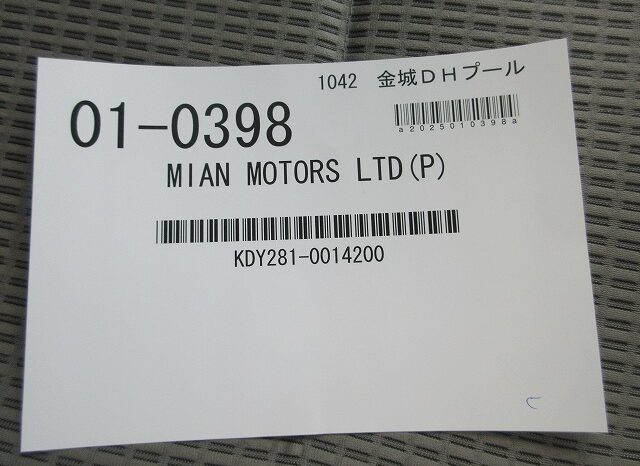 1042 金城DHプール
01-0398
a2025010398a
MIAN MOTORS LTD(P)
KDY281-0014200